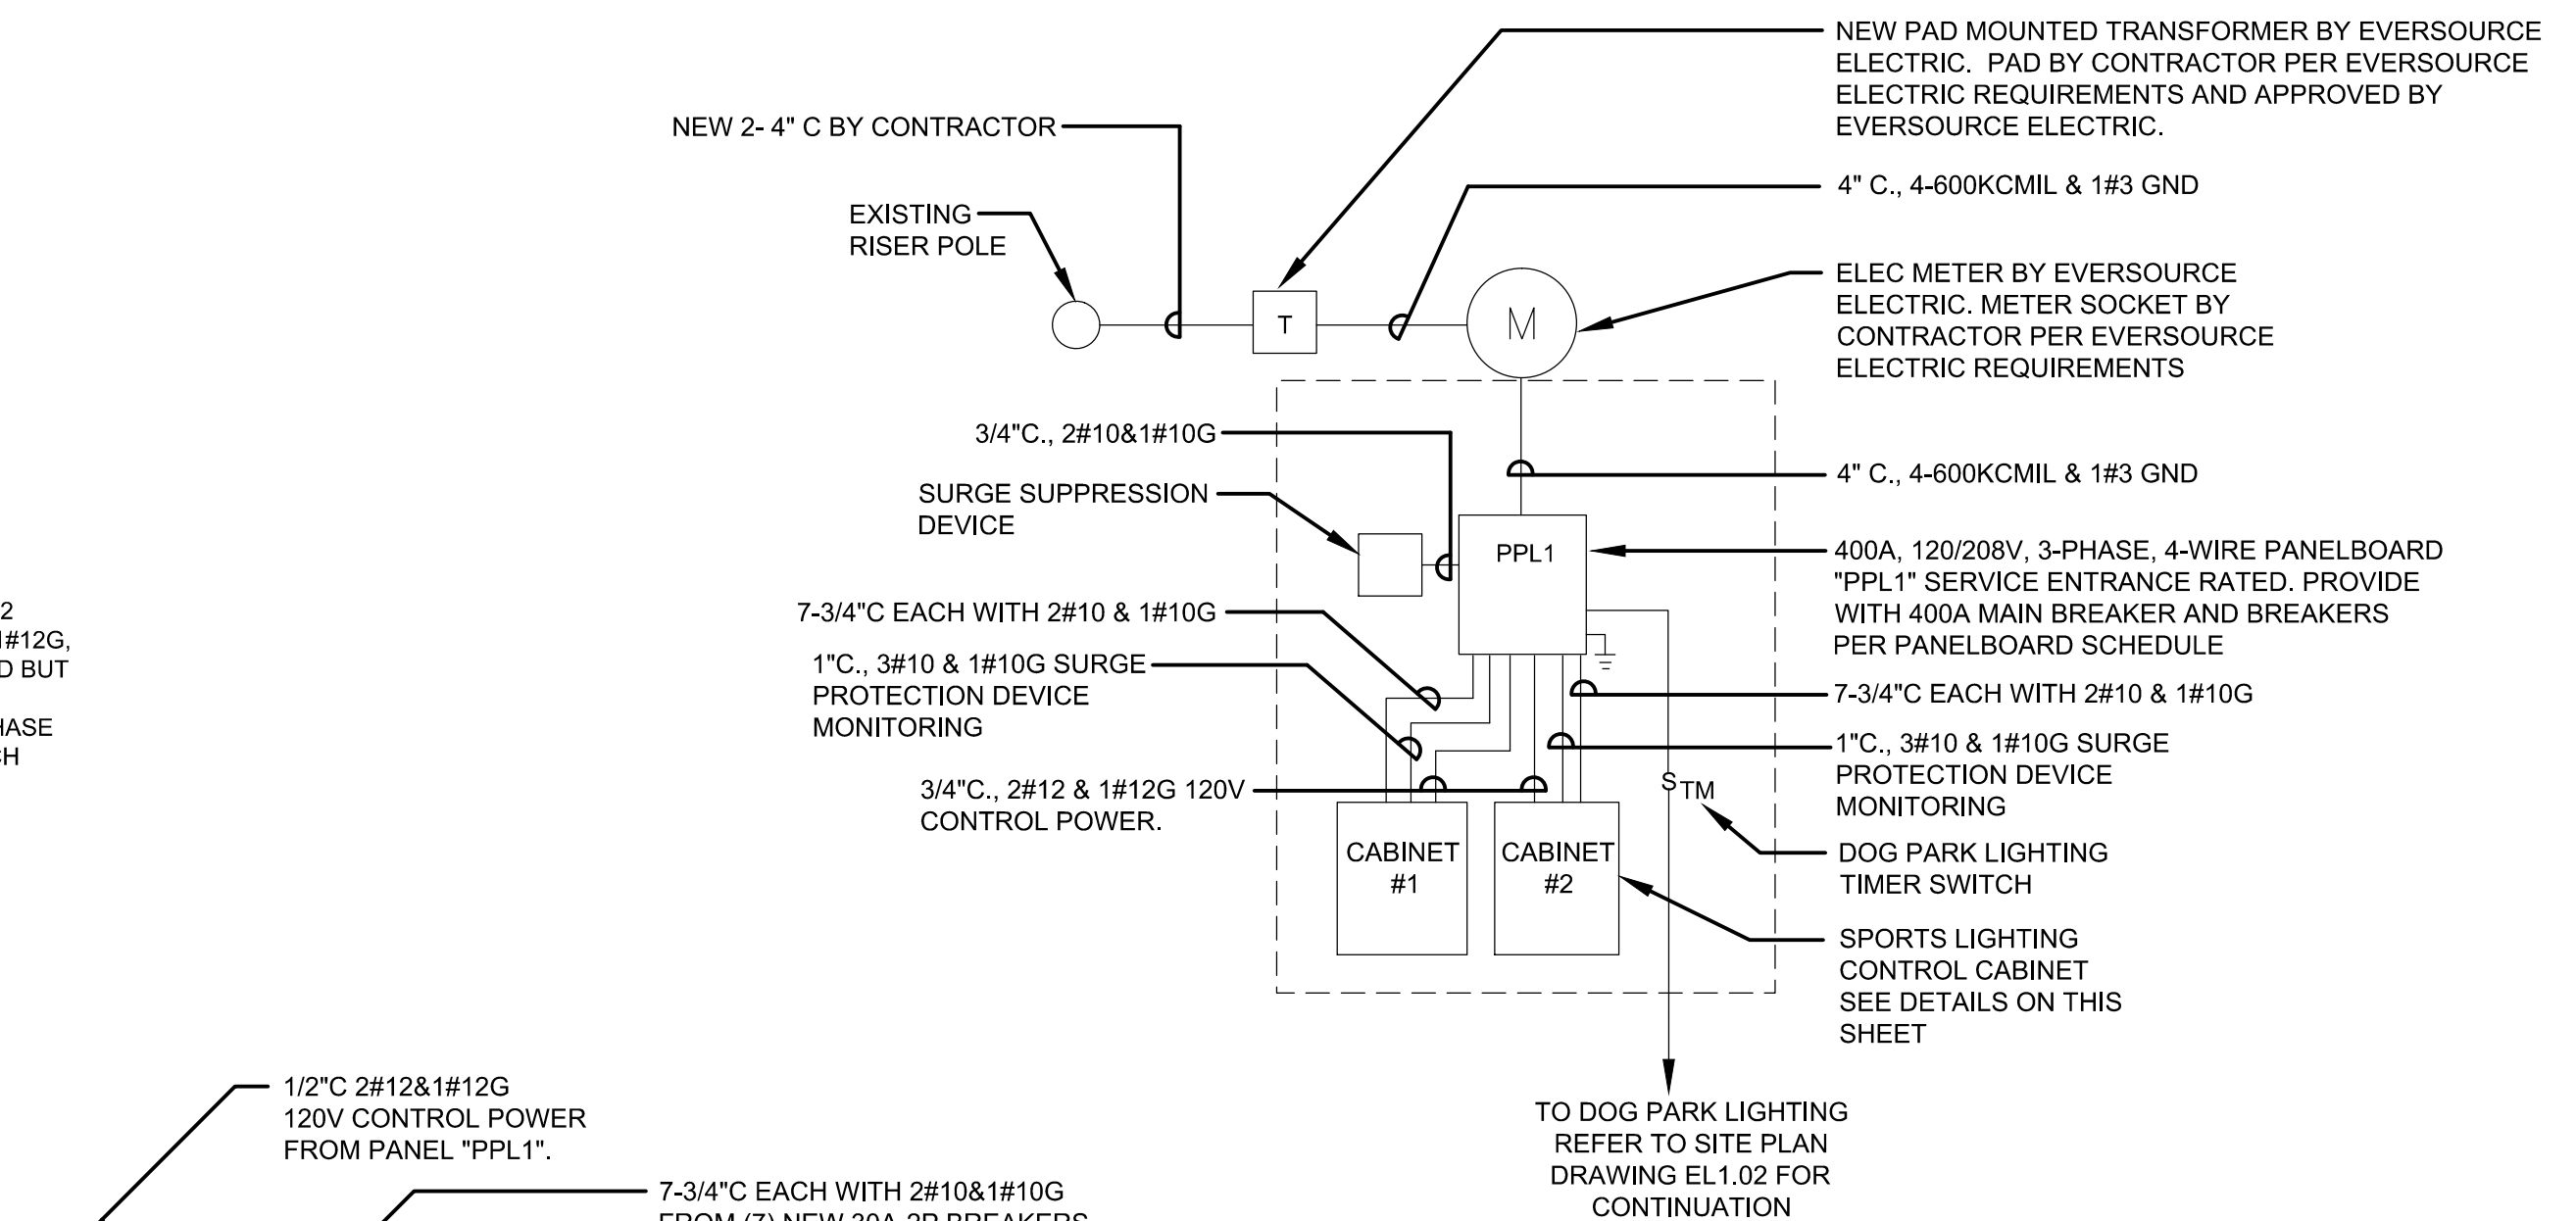 NEW PAD MOUNTED TRANSFORMER BY EVERSOURCE
ELECTRIC. PAD BY CONTRACTOR PER EVERSOURCE
ELECTRIC REQUIREMENTS AND APPROVED BY
EVERSOURCE ELECTRIC.
NEW 2- 4" C BY CONTRACTOR
4" C., 4-600KCMIL & 1#3 GND
EXISTING
RISER POLE
ELEC METER BY EVERSOURCE
ELECTRIC. METER SOCKET BY
CONTRACTOR PER EVERSOURCE
ELECTRIC REQUIREMENTS
T
M
3/4"C., 2#10&1#10G
4" C., 4-600KCMIL & 1#3 GND
SURGE SUPPRESSION
DEVICE
PPL1
400A, 120/208V, 3-PHASE, 4-WIRE PANELBOARD
"PPL1" SERVICE ENTRANCE RATED. PROVIDE
WITH 400A MAIN BREAKER AND BREAKERS
PER PANELBOARD SCHEDULE
2
#12G,
D BUT
HASE
CH
7-3/4"C EACH WITH 2#10 & 1#10G
1"C., 3#10 & 1#10G SURGE
PROTECTION DEVICE
MONITORING
7-3/4"C EACH WITH 2#10 & 1#10G
1"C., 3#10 & 1#10G SURGE
PROTECTION DEVICE
MONITORING
3/4"C., 2#12 & 1#12G 120V
CONTROL POWER.
STM
DOG PARK LIGHTING
TIMER SWITCH
CABINET
#1
CABINET
#2
SPORTS LIGHTING
CONTROL CABINET
SEE DETAILS ON THIS
SHEET
TO DOG PARK LIGHTING
REFER TO SITE PLAN
DRAWING EL1.02 FOR
CONTINUATION
1/2"C 2#12&1#12G
120V CONTROL POWER
FROM PANEL "PPL1".
7-3/4"C EACH WITH 2#10&1#10G
FROM (7) NEW 30A-2P BREAKERS